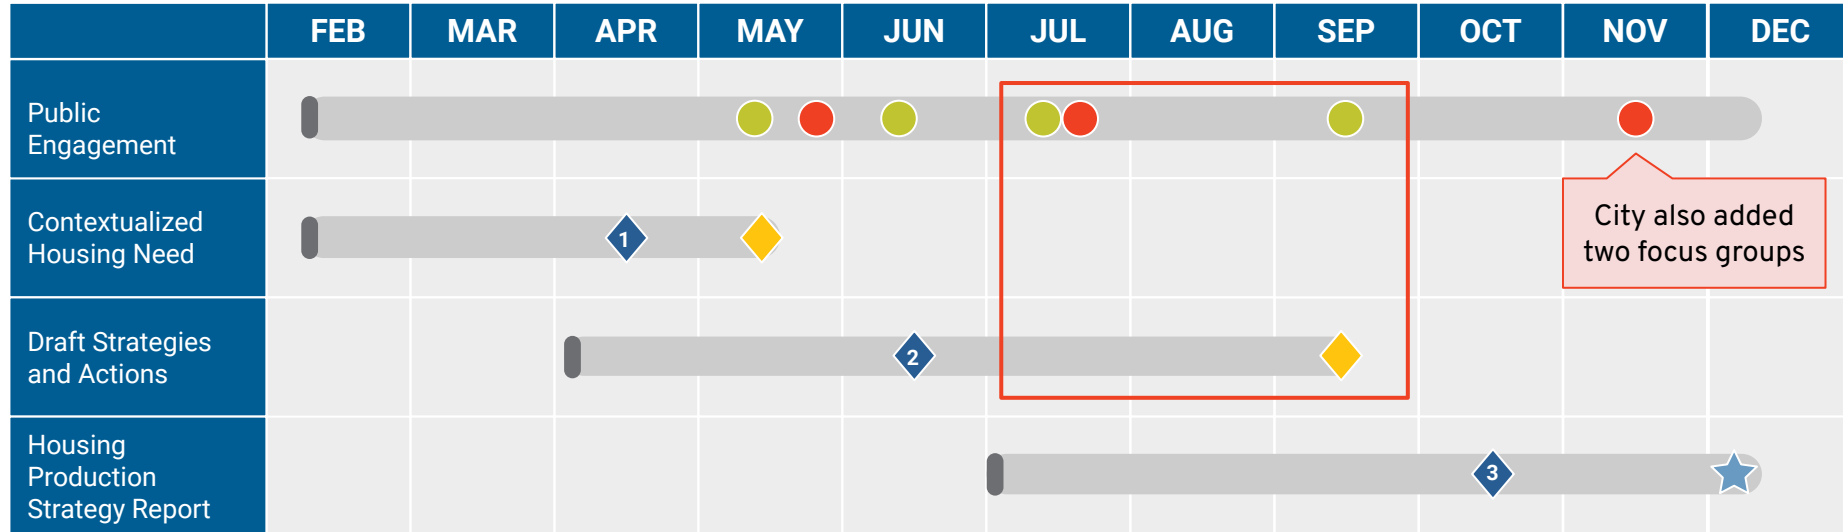 FEB MAR APR MAY JUN JUL AUG SEP OCT NOV DEC
Public
Engagement
City also added
two focus groups
Contextualized
Housing Need
1
Draft Strategies
and Actions
2
Housing
Production
Strategy Report
3